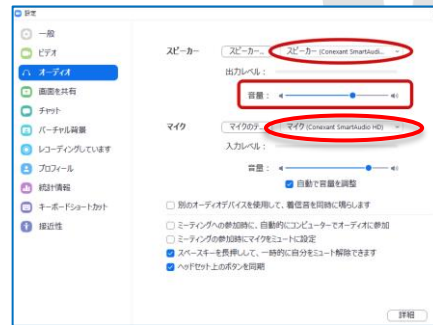 設定
一般
ビデオ
オーディオ
画面を共有
チャット
バーチャル背景
レコーディングしています
プロフィール
統計情報
キーボードショートカット
接近性
スピーカー
スピーカー...
スピーカー (Conexant SmartAudi...
出力レベル：
音量：
マイク
マイクのテ...
マイク (Conexant SmartAudio HD)
入力レベル：
音量：
自動で音量を調整
別のオーディオデバイスを使用して、着信音を同時に鳴らします
ミーティングへの参加時に、自動的にコンピューターでオーディオに参加
ミーティングの参加時にマイクをミュートに設定
スペースキーを長押しして、一時的に自分をミュート解除できます
ヘッドセット上のボタンを同期
詳細